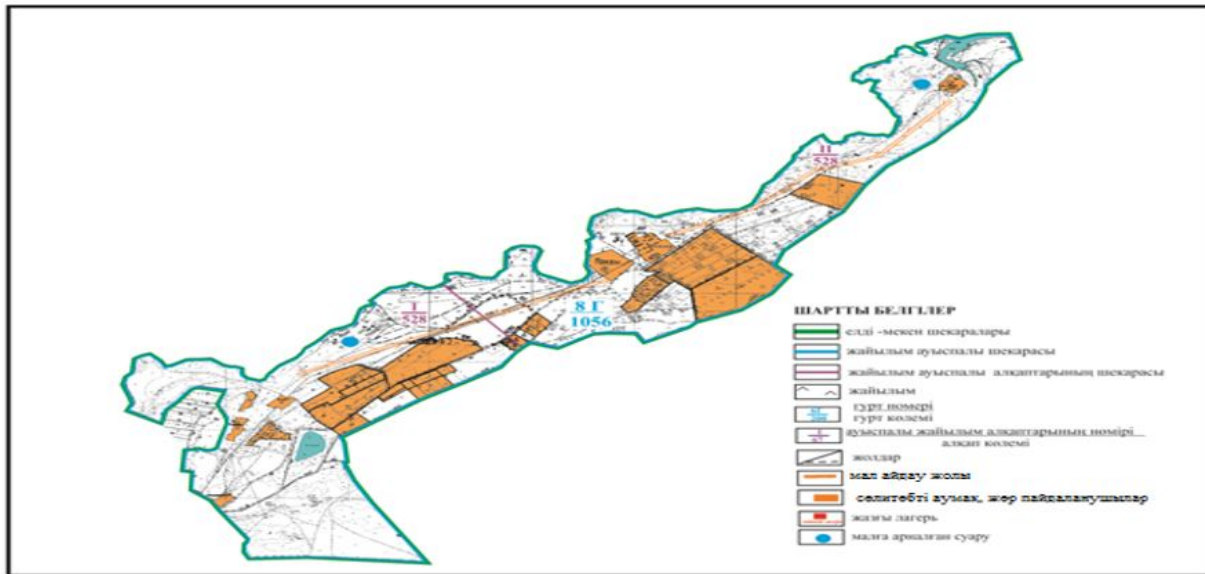 II
528
I
528
8 Г
1056
ШАРТТЫ БЕЛГІЛЕР
елді -мекен шекаралары
жайылым ауыспалы шекарасы
жайылым ауыспалы алқаптарының шекарасы
жайылым
гурт номері
гурт көлемі
ауыспалы жайылым алқаптарының номірі
алқап көлемі
жолдар
мал айдау жолы
селитебті аумақ, жер пайдаланушылар
жазғы лагерь
малға арналған суару